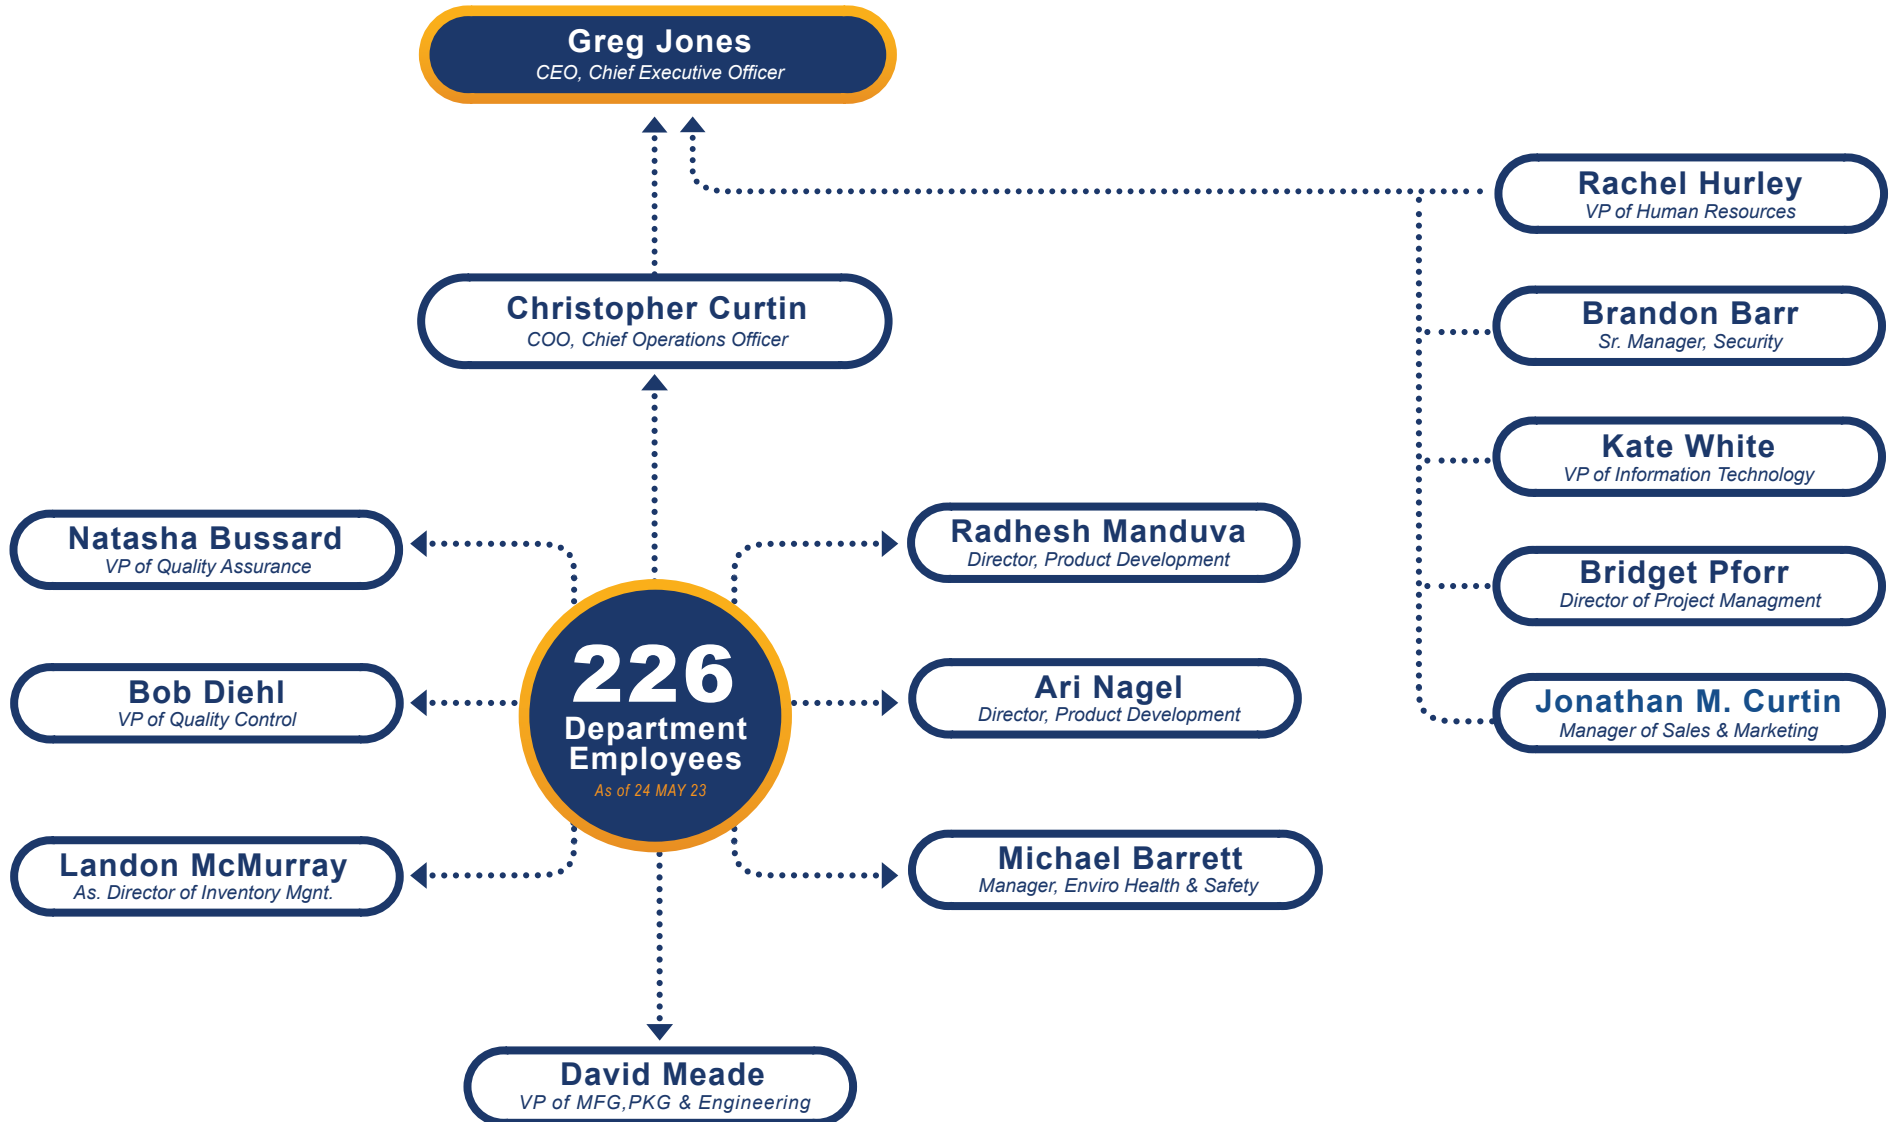 Greg Jones
CEO, Chief Executive Officer
Rachel Hurley
VP of Human Resources
Christopher Curtin
COO, Chief Operations Officer
Brandon Barr
Sr. Manager, Security
Kate White
VP of Information Technology
Natasha Bussard
VP of Quality Assurance
Radhesh Manduva
Director, Product Development
Bridget Pforr
Director of Project Managment
226
Department
Employees
As of 24 MAY 23
Bob Diehl
VP of Quality Control
Ari Nagel
Director, Product Development
Jonathan M. Curtin
Manager of Sales & Marketing
Landon McMurray
As. Director of Inventory Mgnt.
Michael Barrett
Manager, Enviro Health & Safety
David Meade
VP of MFG,PKG & Engineering